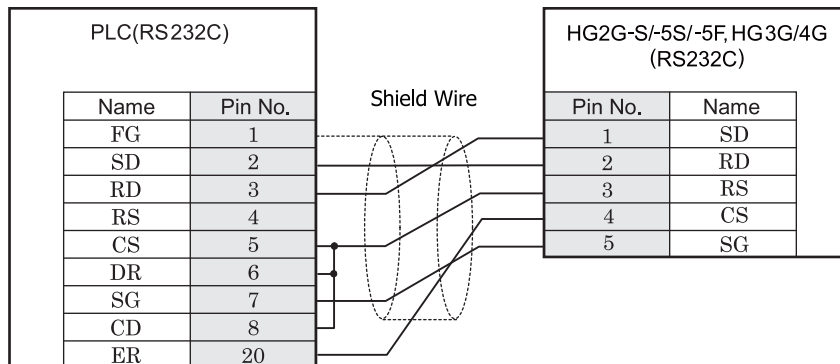 PLC(RS232C)
HG2G-S/-5S/-5F, HG3G/4G
(RS232C)
Shield Wire
Name Pin No.
FG 1
SD 2
RD 3
RS 4
CS 5
DR 6
SG 7
CD 8
ER 20
Pin No. Name
1 SD
2 RD
3 RS
4 CS
5 SG